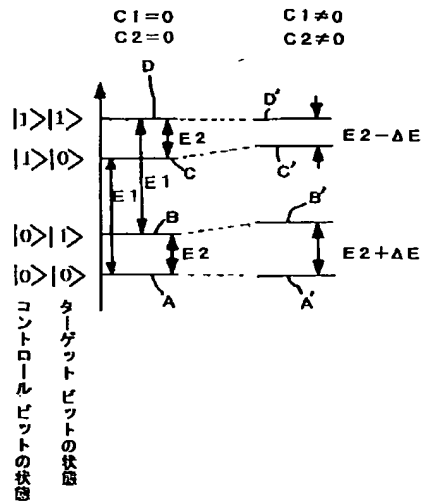 C1=0
C2=0
C1≠0
C2≠0
D
D'
|1>|1>
E2
E2-ΔE
|1>|0>
C
C'
E1
E1
B'
B
|0>|1>
E2
E2+ΔE
|0>|0>
A
A'
コントロールビットの状態
ターゲットビットの状態